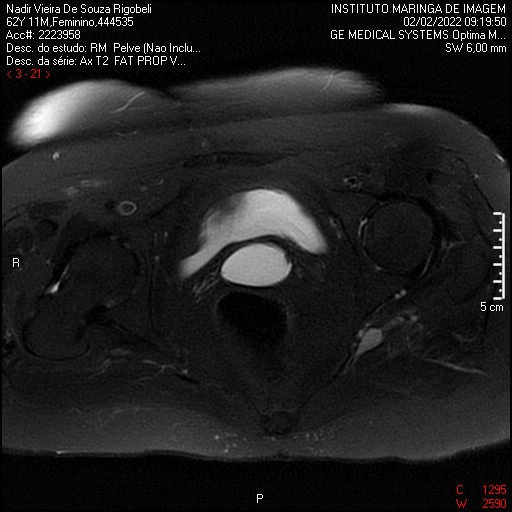 Nadir Vieira De Souza Rigobeli
62Y 11M,Feminino,444535
Acc#: 2223958
Desc. do estudo: RM Pelve (Nao Inclu...
Desc. da série: Ax T2 FAT PROP V...
< 3 - 21 >
INSTITUTO MARINGA DE IMAGEM
02/02/2022 09:19:50
GE MEDICAL SYSTEMS Optima M...
SW 6,00 mm
R
5 cm
P
C 1295
W 2590